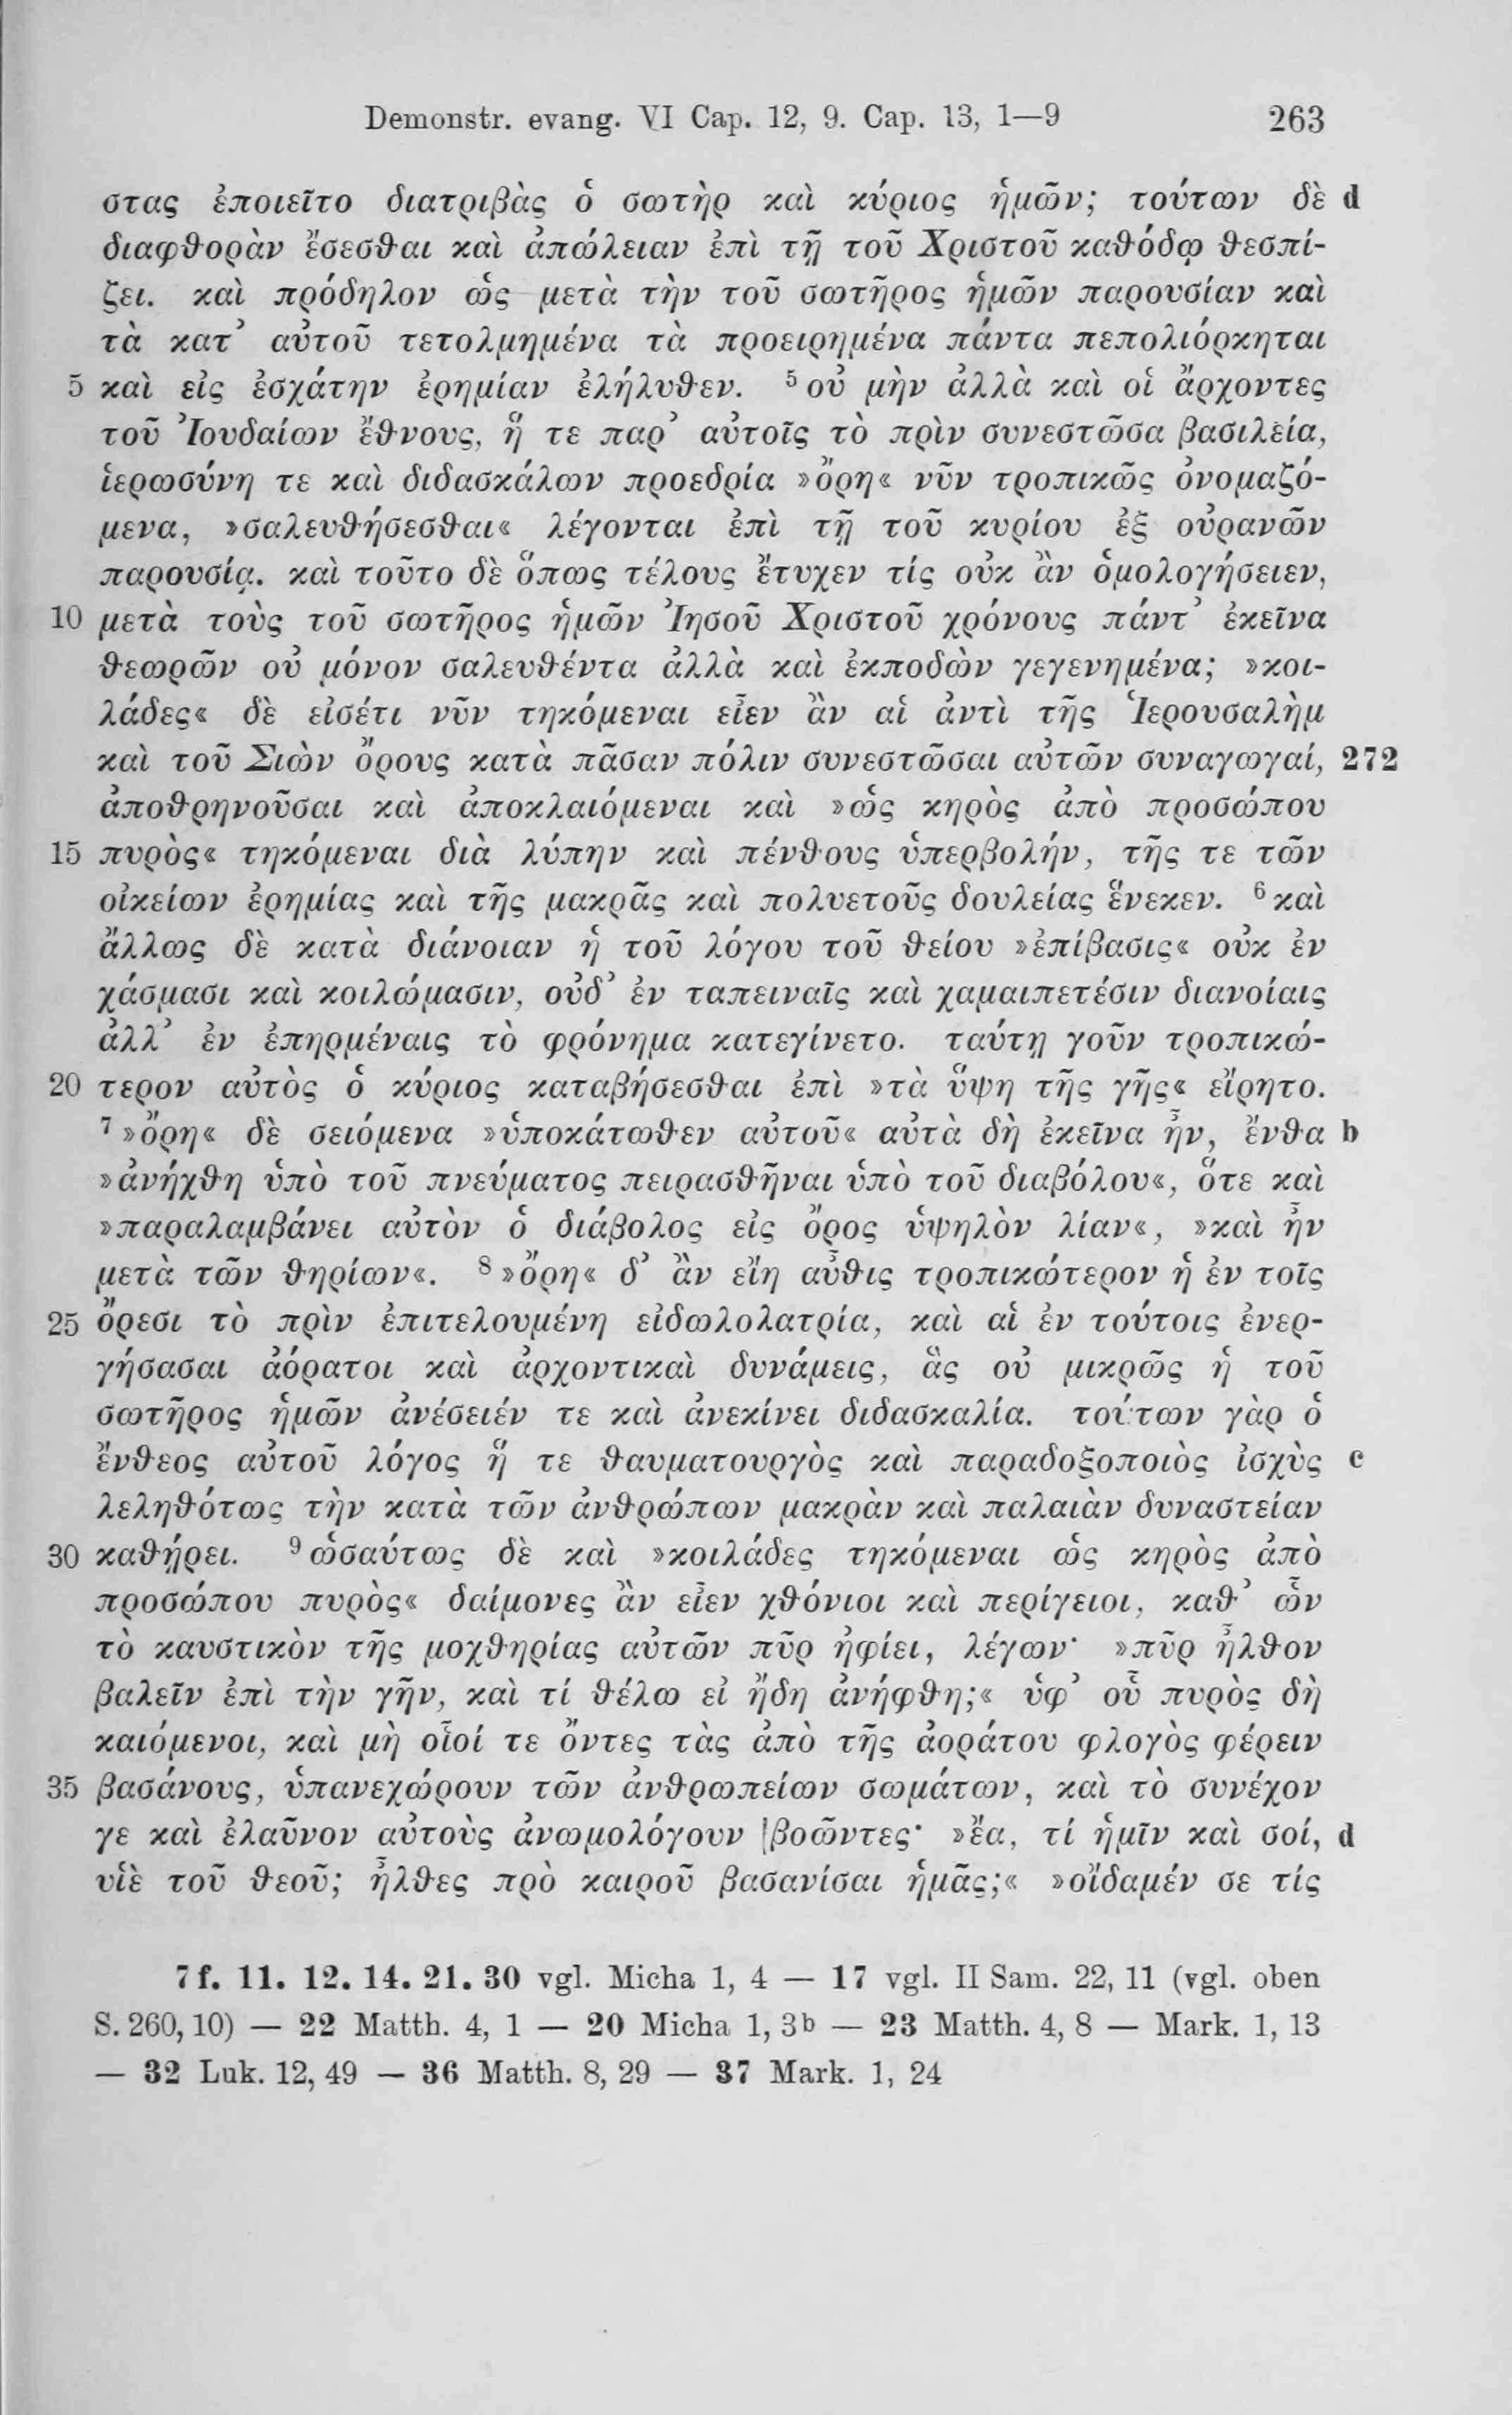 Demonstr. evang. VI Cap. 12, 9. Cap. 13, 1—9 263
στας ἐποιεῖτο διατριβὰς ὁ σωτὴρ καὶ κύριος ἡμῶν; τούτων δὲ d
διαφθορὰν ἔσεσθαι καὶ ἀπώλειαν ἐπὶ τῇ τοῦ Χριστοῦ καθόδῳ θεσπί-
ζει. καὶ πρόδηλον ὡς μετὰ τὴν τοῦ σωτῆρος ἡμῶν παρουσίαν καὶ
τὰ κατ᾽ αὐτοῦ τετολμημένα τὰ προειρημένα πάντα πεπολιόρκηται
5 καὶ εἰς ἐσχάτην ἐρημίαν ἐλήλυθεν. ⁵ οὐ μὴν ἀλλὰ καὶ οἱ ἄρχοντες
τοῦ Ἰουδαίων ἔθνους, ἥ τε παρ᾽ αὐτοῖς τὸ πρὶν συνεστῶσα βασιλεία,
ἱερωσύνη τε καὶ διδασκάλων προεδρία »ὄρη« νῦν τροπικῶς ὀνομαζό-
μενα, »σαλευθήσεσθαι« λέγονται ἐπὶ τῇ τοῦ κυρίου ἐξ οὐρανῶν
παρουσίᾳ. καὶ τοῦτο δὲ ὅπως τέλους ἔτυχεν τίς οὐκ ἂν ὁμολογήσειεν,
10 μετὰ τοὺς τοῦ σωτῆρος ἡμῶν Ἰησοῦ Χριστοῦ χρόνους πάντ᾽ ἐκεῖνα
θεωρῶν οὐ μόνον σαλευθέντα ἀλλὰ καὶ ἐκποδὼν γεγενημένα; »κοι-
λάδες« δὲ εἰσέτι νῦν τηκόμεναι εἶεν ἂν αἱ ἀντὶ τῆς Ἱερουσαλὴμ
καὶ τοῦ Σιὼν ὄρους κατὰ πᾶσαν πόλιν συνεστῶσαι αὐτῶν συναγωγαί, 272
ἀποθρηνοῦσαι καὶ ἀποκλαιόμεναι καὶ »ὡς κηρὸς ἀπὸ προσώπου
15 πυρὸς« τηκόμεναι διὰ λύπην καὶ πένθους ὑπερβολήν, τῆς τε τῶν
οἰκείων ἐρημίας καὶ τῆς μακρᾶς καὶ πολυετοῦς δουλείας ἕνεκεν. ⁶ καὶ
ἄλλως δὲ κατὰ διάνοιαν ἡ τοῦ λόγου τοῦ θείου »ἐπίβασις« οὐκ ἐν
χάσμασι καὶ κοιλώμασιν, οὐδ᾽ ἐν ταπειναῖς καὶ χαμαιπετέσιν διανοίαις
ἀλλ᾽ ἐν ἐπηρμέναις τὸ φρόνημα κατεγίνετο. ταύτῃ γοῦν τροπικώ-
20 τερον αὐτὸς ὁ κύριος καταβήσεσθαι ἐπὶ »τὰ ὕψη τῆς γῆς« εἴρητο.
⁷ »ὄρη« δὲ σειόμενα »ὑποκάτωθεν αὐτοῦ« αὐτὰ δὴ ἐκεῖνα ἦν, ἔνθα b
»ἀνήχθη ὑπὸ τοῦ πνεύματος πειρασθῆναι ὑπὸ τοῦ διαβόλου«, ὅτε καὶ
»παραλαμβάνει αὐτὸν ὁ διάβολος εἰς ὄρος ὑψηλὸν λίαν«, »καὶ ἦν
μετὰ τῶν θηρίων«. ⁸ »ὄρη« δ᾽ ἂν εἴη αὖθις τροπικώτερον ἡ ἐν τοῖς
25 ὄρεσι τὸ πρὶν ἐπιτελουμένη εἰδωλολατρία, καὶ αἱ ἐν τούτοις ἐνερ-
γήσασαι ἀόρατοι καὶ ἀρχοντικαὶ δυνάμεις, ἃς οὐ μικρῶς ἡ τοῦ
σωτῆρος ἡμῶν ἀνέσειέν τε καὶ ἀνεκίνει διδασκαλία. τούτων γὰρ ὁ
ἔνθεος αὐτοῦ λόγος ἥ τε θαυματουργὸς καὶ παραδοξοποιὸς ἰσχὺς c
λεληθότως τὴν κατὰ τῶν ἀνθρώπων μακρὰν καὶ παλαιὰν δυναστείαν
30 καθῄρει. ⁹ ὡσαύτως δὲ καὶ »κοιλάδες τηκόμεναι ὡς κηρὸς ἀπὸ
προσώπου πυρὸς« δαίμονες ἂν εἶεν χθόνιοι καὶ περίγειοι, καθ᾽ ὧν
τὸ καυστικὸν τῆς μοχθηρίας αὐτῶν πῦρ ἠφίει, λέγων· »πῦρ ἦλθον
βαλεῖν ἐπὶ τὴν γῆν, καὶ τί θέλω εἰ ἤδη ἀνήφθη;« ὑφ᾽ οὗ πυρὸς δὴ
καιόμενοι, καὶ μὴ οἷοί τε ὄντες τὰς ἀπὸ τῆς ἀοράτου φλογὸς φέρειν
35 βασάνους, ὑπανεχώρουν τῶν ἀνθρωπείων σωμάτων, καὶ τὸ συνέχον
γε καὶ ἐλαῦνον αὐτοὺς ἀνωμολόγουν |βοῶντες· »ἔα, τί ἡμῖν καὶ σοί, d
υἱὲ τοῦ θεοῦ; ἦλθες πρὸ καιροῦ βασανίσαι ἡμᾶς;« »οἴδαμέν σε τίς
7 f. 11. 12. 14. 21. 30 vgl. Micha 1, 4 — 17 vgl. II Sam. 22, 11 (vgl. oben
S. 260, 10) — 22 Matth. 4, 1 — 20 Micha 1, 3b — 23 Matth. 4, 8 — Mark. 1, 13
— 32 Luk. 12, 49 — 36 Matth. 8, 29 — 37 Mark. 1, 24